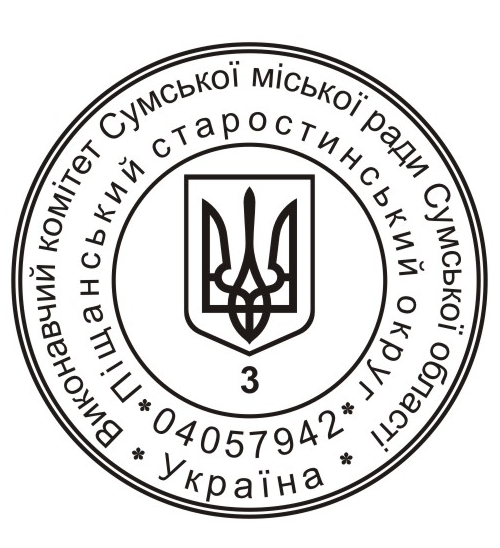 Виконавчий комітет Сумської міської ради Сумської області
* Україна *
Піщанський старостинський округ
*04057942*
3